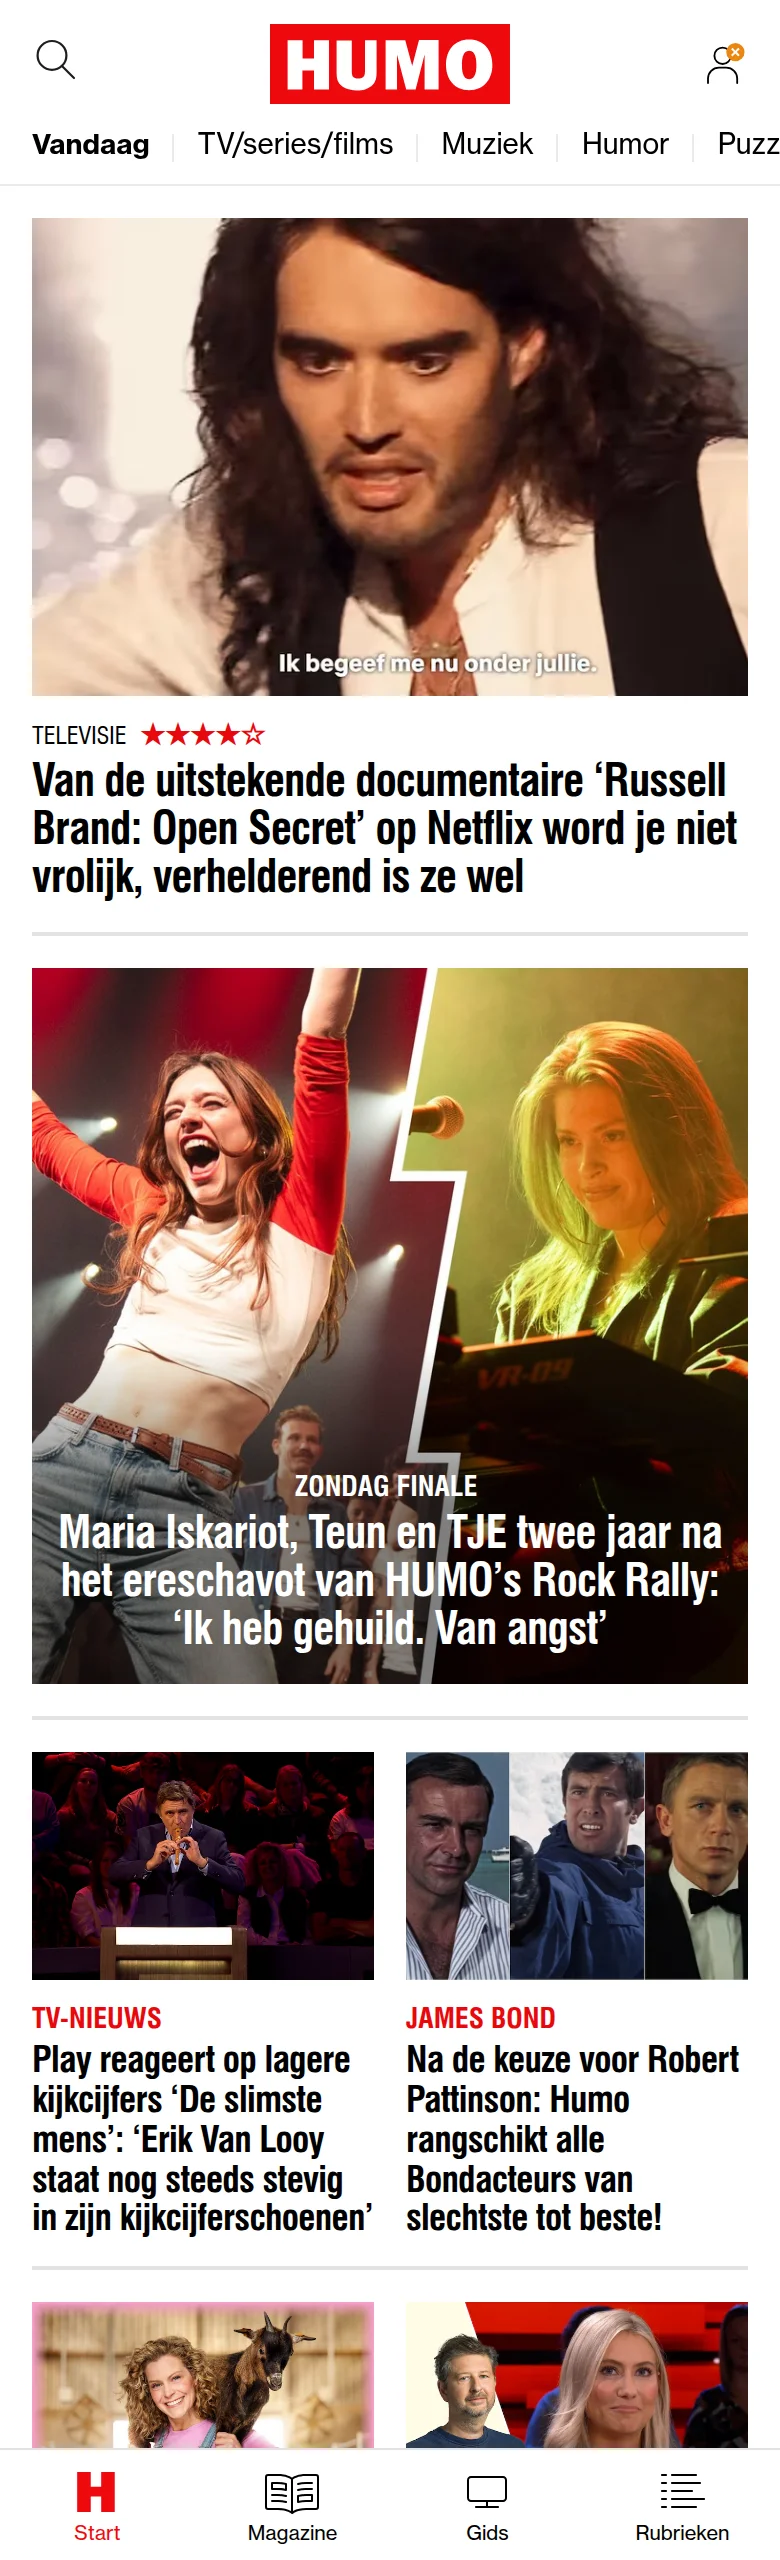 HUMO
Vandaag
TV/series/films
Muziek
Humor
Puzz
Ik begeef me nu onder jullie.
TELEVISIE ★★★★☆
Van de uitstekende documentaire ‘Russell
Brand: Open Secret’ op Netflix word je niet
vrolijk, verhelderend is ze wel
VR-09
ZONDAG FINALE
Maria Iskariot, Teun en TJE twee jaar na
het ereschavot van HUMO’s Rock Rally:
‘Ik heb gehuild. Van angst’
TV-NIEUWS
Play reageert op lagere
kijkcijfers ‘De slimste
mens’: ‘Erik Van Looy
staat nog steeds stevig
in zijn kijkcijferschoenen’
JAMES BOND
Na de keuze voor Robert
Pattinson: Humo
rangschikt alle
Bondacteurs van
slechtste tot beste!
H
Start
Magazine
Gids
Rubrieken